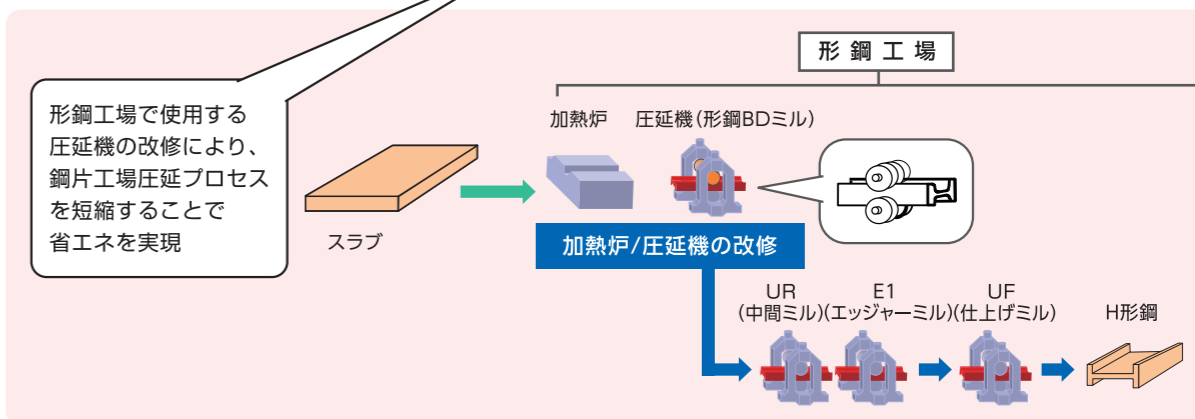 形鋼工場
形鋼工場で使用する
圧延機の改修により、
鋼片工場圧延プロセス
を短縮することで
省エネを実現
スラブ
加熱炉
圧延機(形鋼BDミル)
加熱炉/圧延機の改修
UR
(中間ミル)
E1
(エッジャーミル)
UF
(仕上げミル)
H形鋼